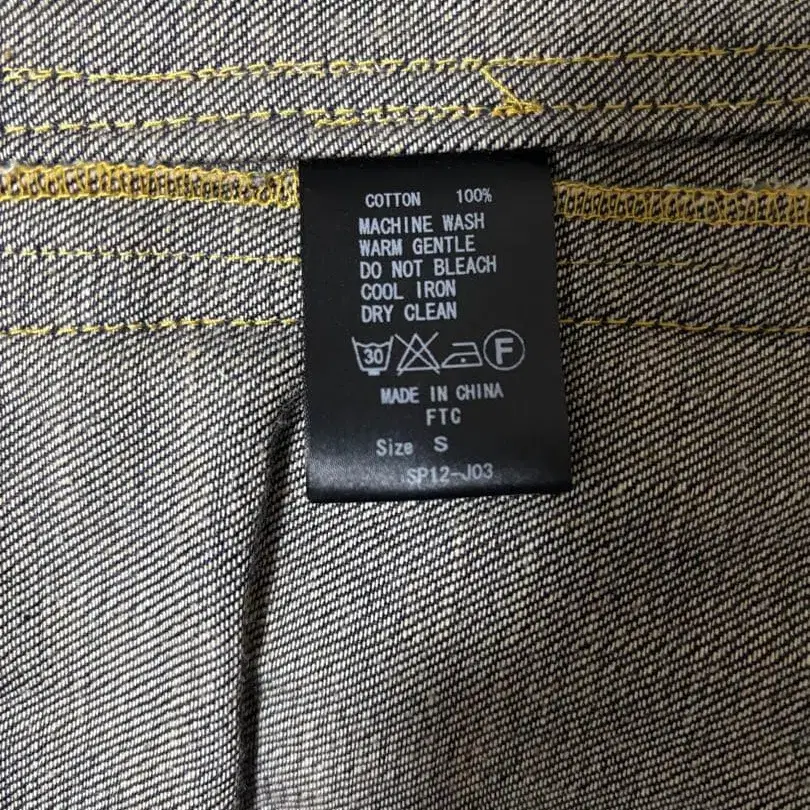 COTTON 100%
MACHINE WASH
WARM GENTLE
DO NOT BLEACH
COOL IRON
DRY CLEAN
30 F
MADE IN CHINA
FTC
Size S
SP12-J03